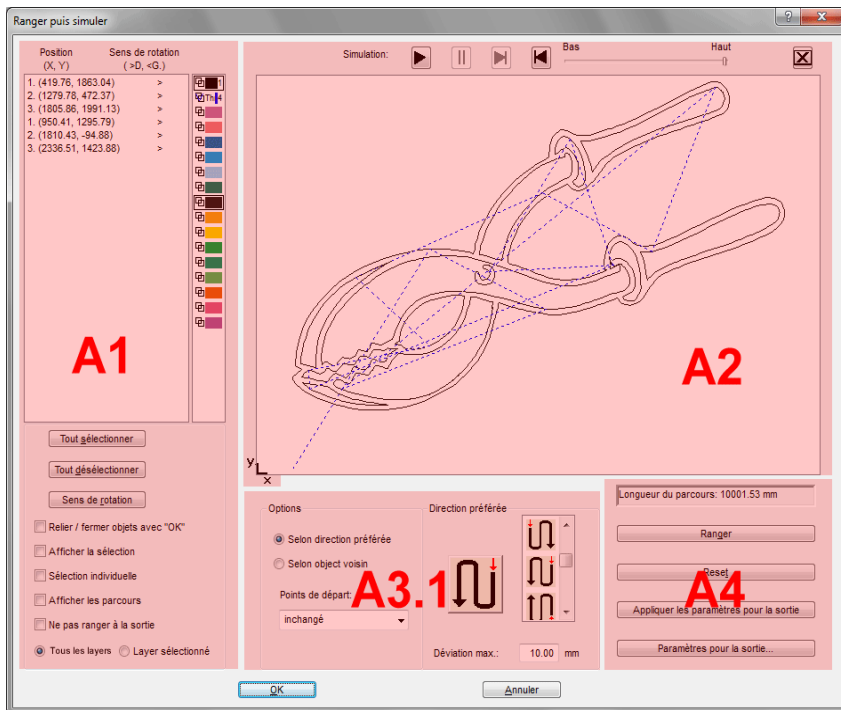 Ranger puis simuler
Position Sens de rotation
(X, Y) ( >D, <G.)
1. (419.76, 1863.04) >
2. (1279.78, 472.37) >
3. (1805.86, 1991.13) >
1. (950.41, 1295.79) >
2. (1810.43, -94.88) >
3. (2336.51, 1423.88) >
1
Th 4
A1
Tout sélectionner
Tout désélectionner
Sens de rotation
Relier / fermer objets avec "OK"
Afficher la sélection
Sélection individuelle
Afficher les parcours
Ne pas ranger à la sortie
Tous les layers Layer sélectionné
Simulation: Bas Haut
A2
y
x
Options
Selon direction préférée
Selon object voisin
Points de départ:
inchangé
Direction préférée
A3.1
Déviation max.: 10.00 mm
Longueur du parcours: 10001.53 mm
Ranger
Reset
A4
Appliquer les paramètres pour la sortie
Paramètres pour la sortie...
OK Annuler